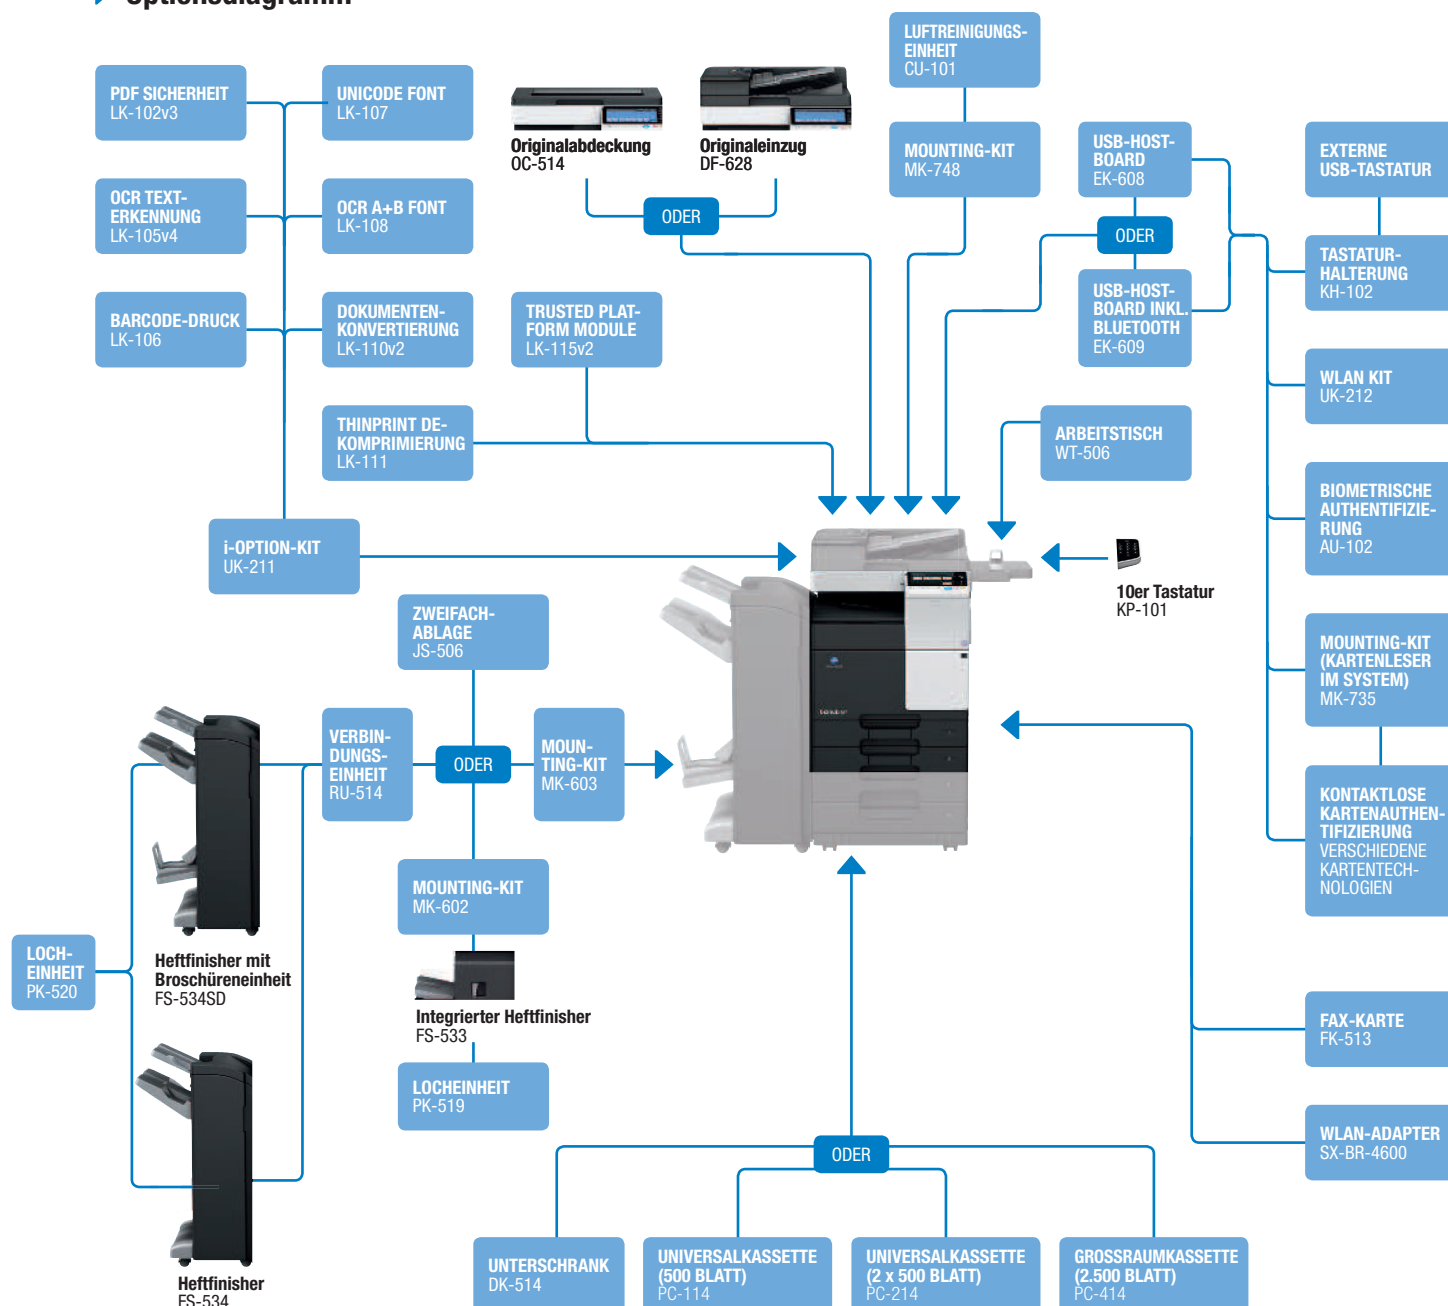 Optionsdiagramm
LUFTREINIGUNGS-
EINHEIT
CU-101
PDF SICHERHEIT
LK-102v3
UNICODE FONT
LK-107
Originalabdeckung
OC-514
Originaleinzug
DF-628
MOUNTING-KIT
MK-748
USB-HOST-
BOARD
EK-608
EXTERNE
USB-TASTATUR
OCR TEXT-
ERKENNUNG
LK-105v4
OCR A+B FONT
LK-108
ODER
ODER
TASTATUR-
HALTERUNG
KH-102
BARCODE-DRUCK
LK-106
DOKUMENTEN-
KONVERTIERUNG
LK-110v2
TRUSTED PLAT-
FORM MODULE
LK-115v2
USB-HOST-
BOARD INKL.
BLUETOOTH
EK-609
WLAN KIT
UK-212
THINPRINT DE-
KOMPRIMIERUNG
LK-111
ARBEITSTISCH
WT-506
BIOMETRISCHE
AUTHENTIFIZIE-
RUNG
AU-102
i-OPTION-KIT
UK-211
10er Tastatur
KP-101
ZWEIFACH-
ABLAGE
JS-506
MOUNTING-KIT
(KARTENLESER
IM SYSTEM)
MK-735
VERBIN-
DUNGS-
EINHEIT
RU-514
ODER
MOUN-
TING-KIT
MK-603
KONTAKTLOSE
KARTENAUTHEN-
TIFIZIERUNG
VERSCHIEDENE
KARTENTECH-
NOLOGIEN
MOUNTING-KIT
MK-602
LOCH-
EINHEIT
PK-520
Heftfinisher mit
Broschüreneinheit
FS-534SD
Integrierter Heftfinisher
FS-533
FAX-KARTE
FK-513
LOCHEINHEIT
PK-519
WLAN-ADAPTER
SX-BR-4600
ODER
Heftfinisher
FS-534
UNTERSCHRANK
DK-514
UNIVERSALKASSETTE
(500 BLATT)
PC-114
UNIVERSALKASSETTE
(2 x 500 BLATT)
PC-214
GROSSRAUMKASSETTE
(2.500 BLATT)
PC-414